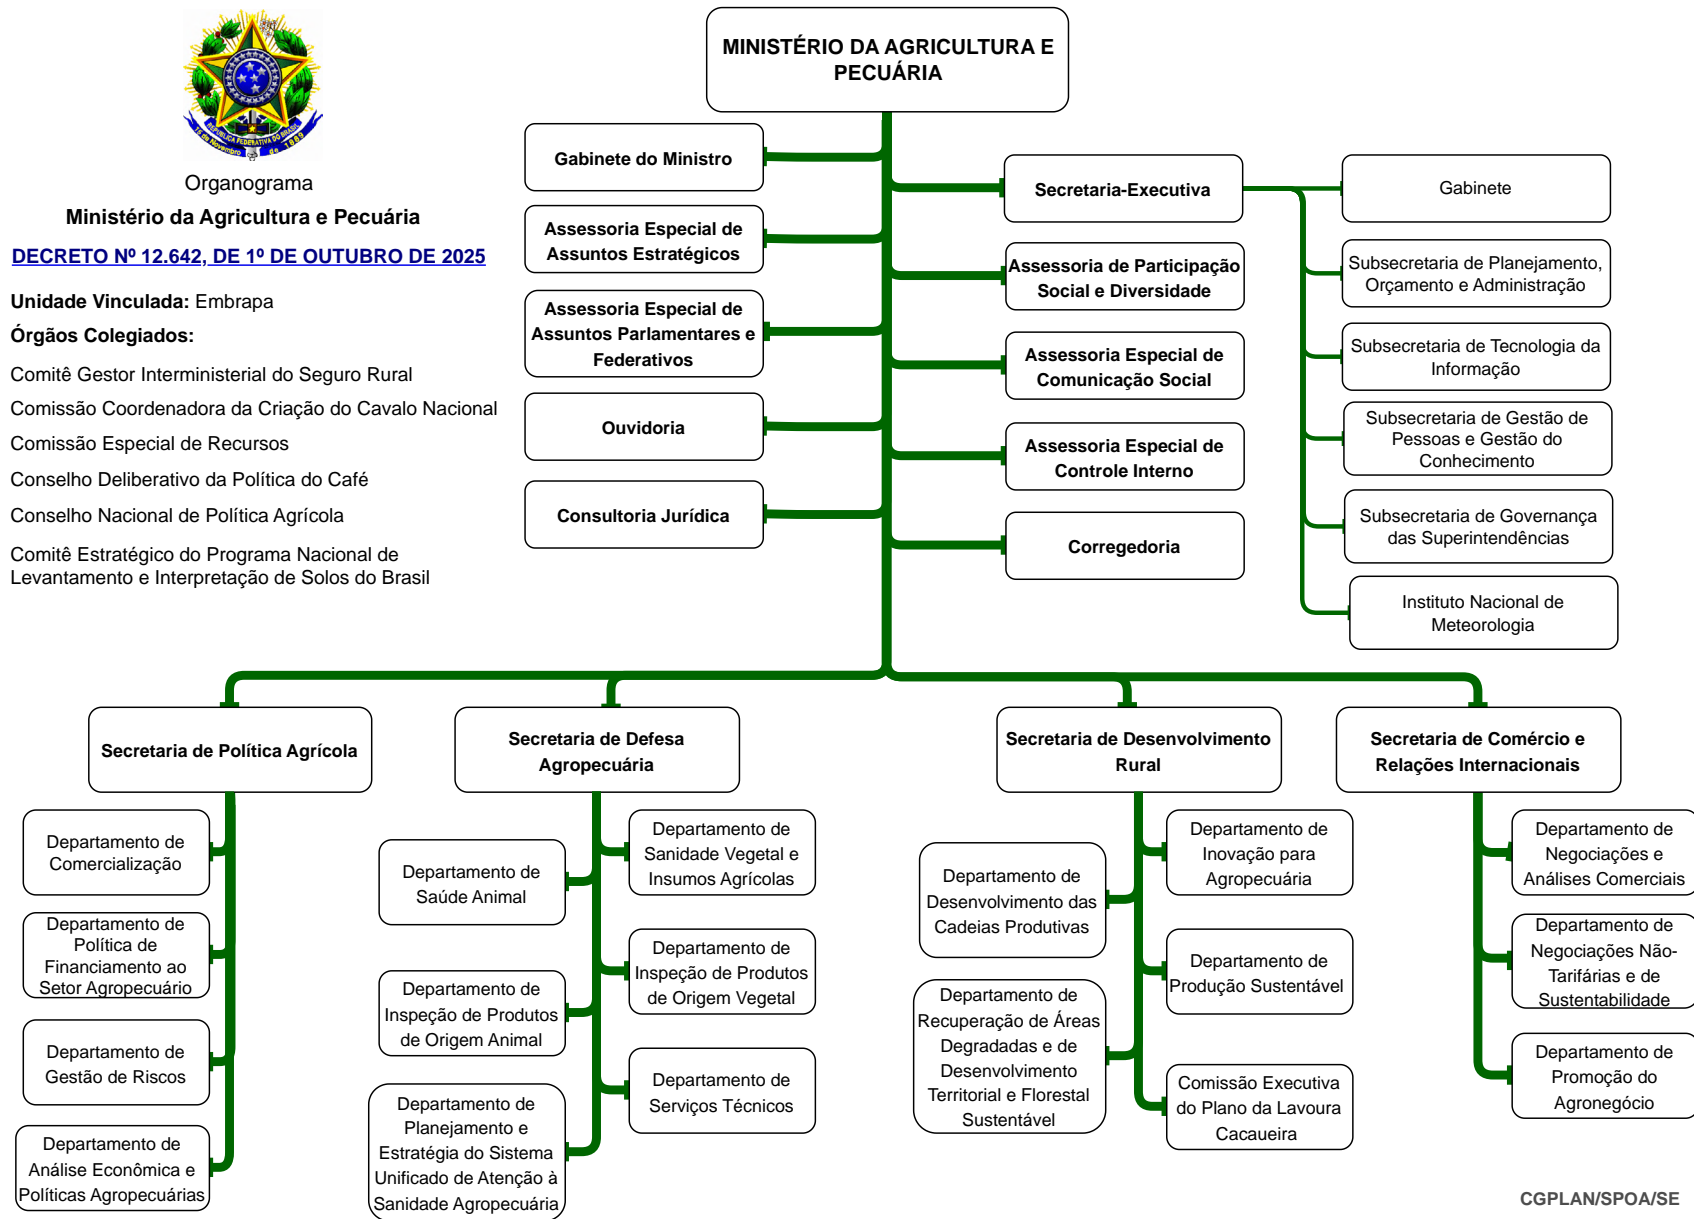 MINISTÉRIO DA AGRICULTURA E
PECUÁRIA
REPÚBLICA FEDERATIVA DO BRASIL
15 de Novembro
de 1889
Organograma
Ministério da Agricultura e Pecuária
DECRETO Nº 12.642, DE 1º DE OUTUBRO DE 2025
Unidade Vinculada: Embrapa
Órgãos Colegiados:
Comitê Gestor Interministerial do Seguro Rural
Comissão Coordenadora da Criação do Cavalo Nacional
Comissão Especial de Recursos
Conselho Deliberativo da Política do Café
Conselho Nacional de Política Agrícola
Comitê Estratégico do Programa Nacional de
Levantamento e Interpretação de Solos do Brasil
Gabinete do Ministro
Assessoria Especial de
Assuntos Estratégicos
Assessoria Especial de
Assuntos Parlamentares e
Federativos
Ouvidoria
Consultoria Jurídica
Secretaria-Executiva
Assessoria de Participação
Social e Diversidade
Assessoria Especial de
Comunicação Social
Assessoria Especial de
Controle Interno
Corregedoria
Gabinete
Subsecretaria de Planejamento,
Orçamento e Administração
Subsecretaria de Tecnologia da
Informação
Subsecretaria de Gestão de
Pessoas e Gestão do
Conhecimento
Subsecretaria de Governança
das Superintendências
Instituto Nacional de
Meteorologia
Secretaria de Política Agrícola
Departamento de
Comercialização
Departamento de
Política de
Financiamento ao
Setor Agropecuário
Departamento de
Gestão de Riscos
Departamento de
Análise Econômica e
Políticas Agropecuárias
Secretaria de Defesa
Agropecuária
Departamento de
Saúde Animal
Departamento de
Inspeção de Produtos
de Origem Animal
Departamento de
Planejamento e
Estratégia do Sistema
Unificado de Atenção à
Sanidade Agropecuária
Departamento de
Sanidade Vegetal e
Insumos Agrícolas
Departamento de
Inspeção de Produtos
de Origem Vegetal
Departamento de
Serviços Técnicos
Secretaria de Desenvolvimento
Rural
Departamento de
Desenvolvimento das
Cadeias Produtivas
Departamento de
Recuperação de Áreas
Degradadas e de
Desenvolvimento
Territorial e Florestal
Sustentável
Departamento de
Inovação para
Agropecuária
Departamento de
Produção Sustentável
Comissão Executiva
do Plano da Lavoura
Cacaueira
Secretaria de Comércio e
Relações Internacionais
Departamento de
Negociações e
Análises Comerciais
Departamento de
Negociações Não-
Tarifárias e de
Sustentabilidade
Departamento de
Promoção do
Agronegócio
CGPLAN/SPOA/SE